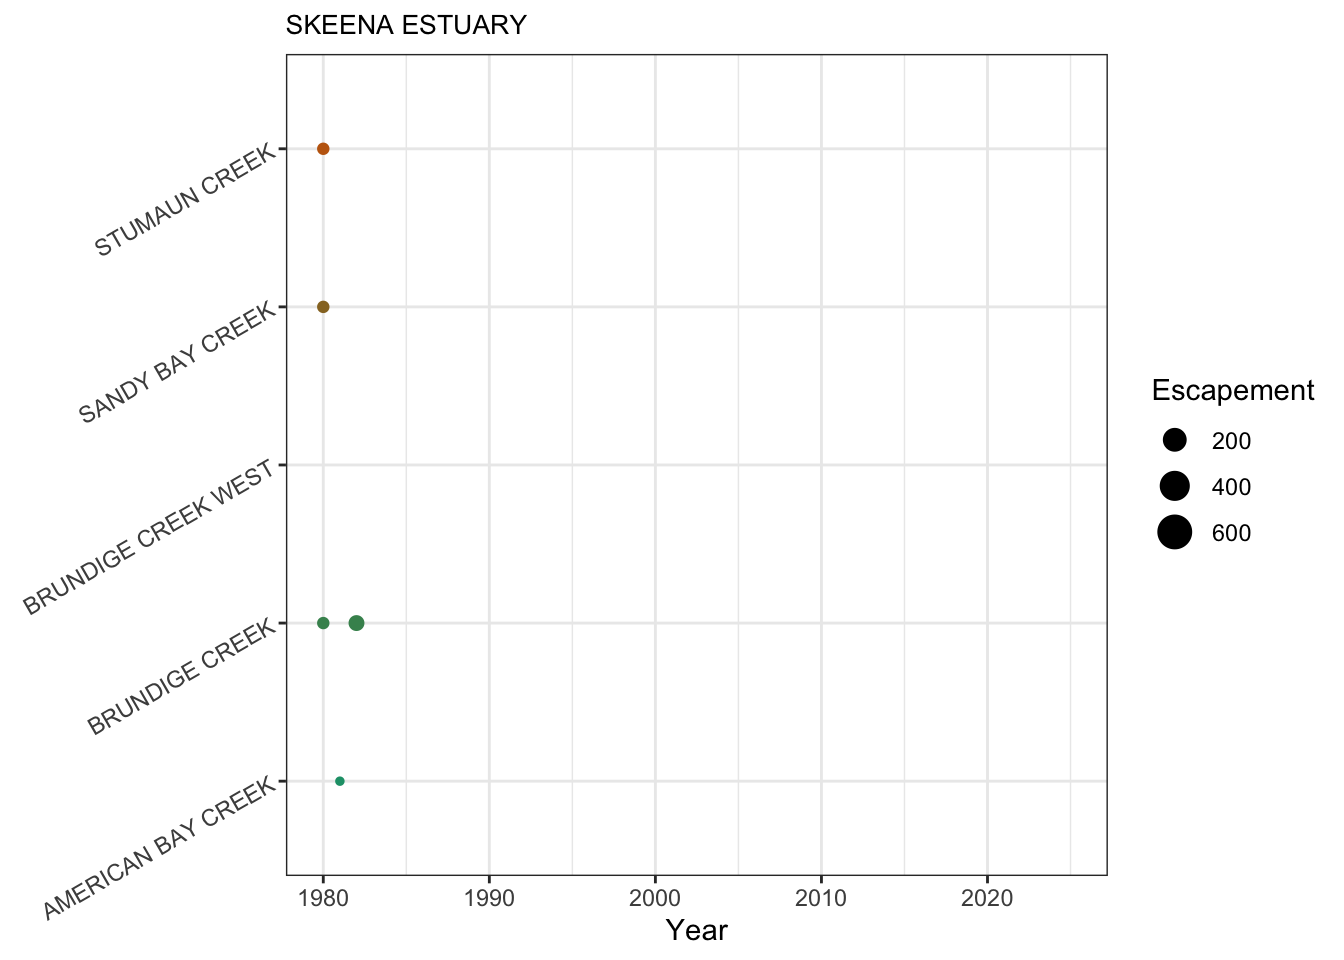 SKEENA ESTUARY
STUMAUN CREEK
SANDY BAY CREEK
BRUNDIGE CREEK WEST
BRUNDIGE CREEK
AMERICAN BAY CREEK
1980 1990 2000 2010 2020
Year
Escapement
200
400
600